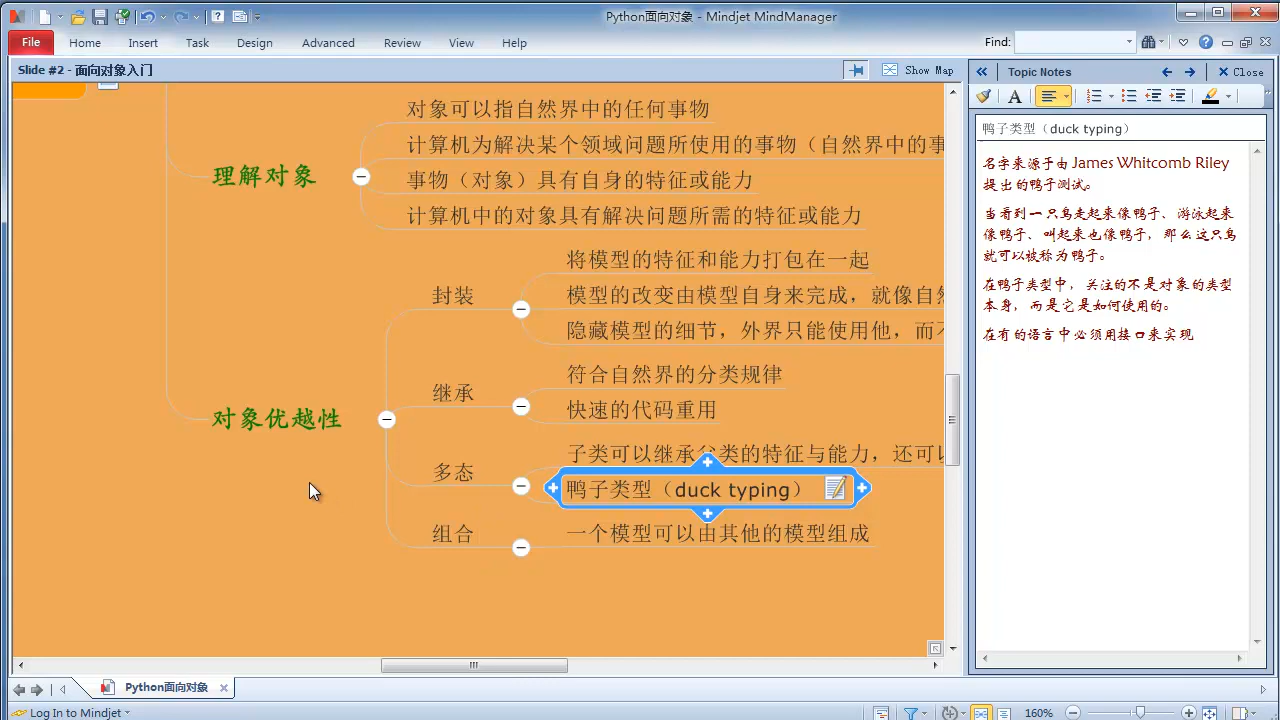 Python面向对象 - Mindjet MindManager
File Home Insert Task Design Advanced Review View Help
Find:
Slide #2 - 面向对象入门
Show Map
对象可以指自然界中的任何事物
计算机为解决某个领域问题所使用的事物（自然界中的事
理解对象
事物（对象）具有自身的特征或能力
计算机中的对象具有解决问题所需的特征或能力
将模型的特征和能力打包在一起
封装
模型的改变由模型自身来完成，就像自然
隐藏模型的细节，外界只能使用他，而不
符合自然界的分类规律
继承
快速的代码重用
对象优越性
子类可以继承父类的特征与能力，还可以
多态
鸭子类型（duck typing）
组合
一个模型可以由其他的模型组成
Topic Notes
Close
鸭子类型（duck typing）
名字来源于由 James Whitcomb Riley
提出的鸭子测试。
当看到一只鸟走起来像鸭子、游泳起来
像鸭子、叫起来也像鸭子，那么这只鸟
就可以被称为鸭子。
在鸭子类型中，关注的不是对象的类型
本身，而是它是如何使用的。
在有的语言中必须用接口来实现
Python面向对象
Log In to Mindjet
160%